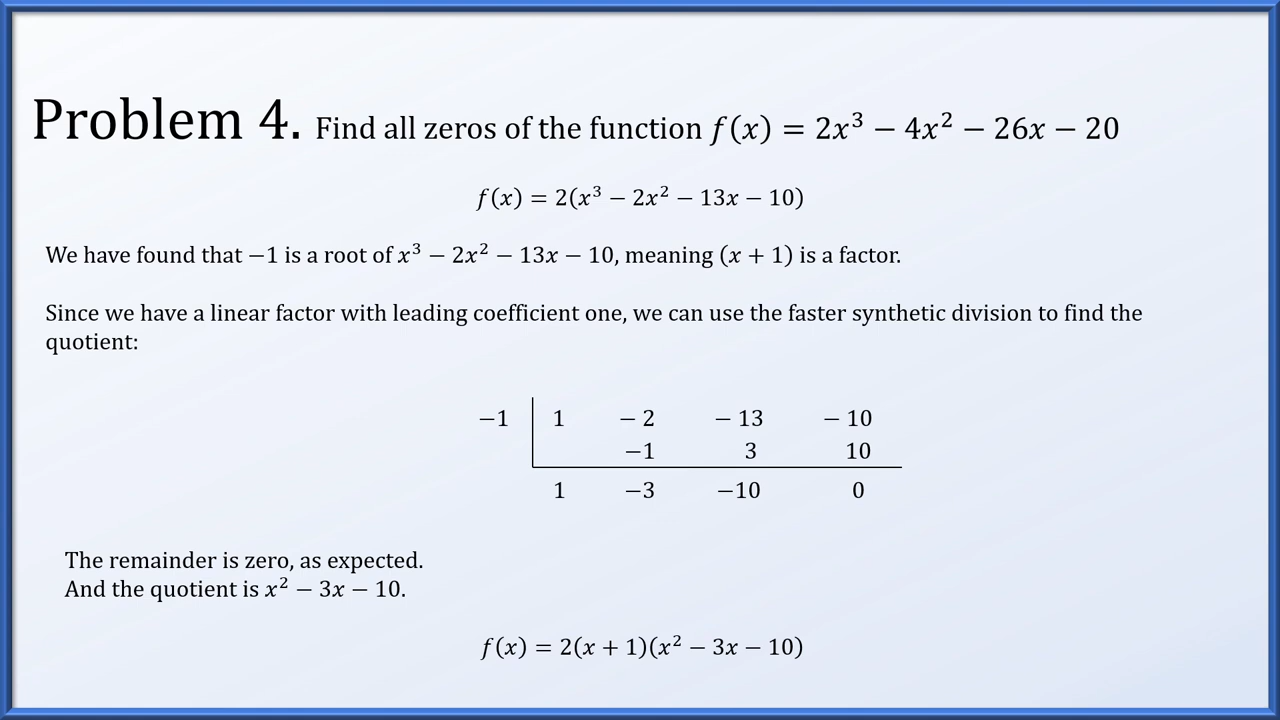 Problem 4. Find all zeros of the function f(x) = 2x³ − 4x² − 26x − 20
f(x) = 2(x³ − 2x² − 13x − 10)
We have found that −1 is a root of x³ − 2x² − 13x − 10, meaning (x + 1) is a factor.
Since we have a linear factor with leading coefficient one, we can use the faster synthetic division to find the
quotient:
−1 1 − 2 − 13 − 10
−1 3 10
1 −3 −10 0
The remainder is zero, as expected.
And the quotient is x² − 3x − 10.
f(x) = 2(x + 1)(x² − 3x − 10)